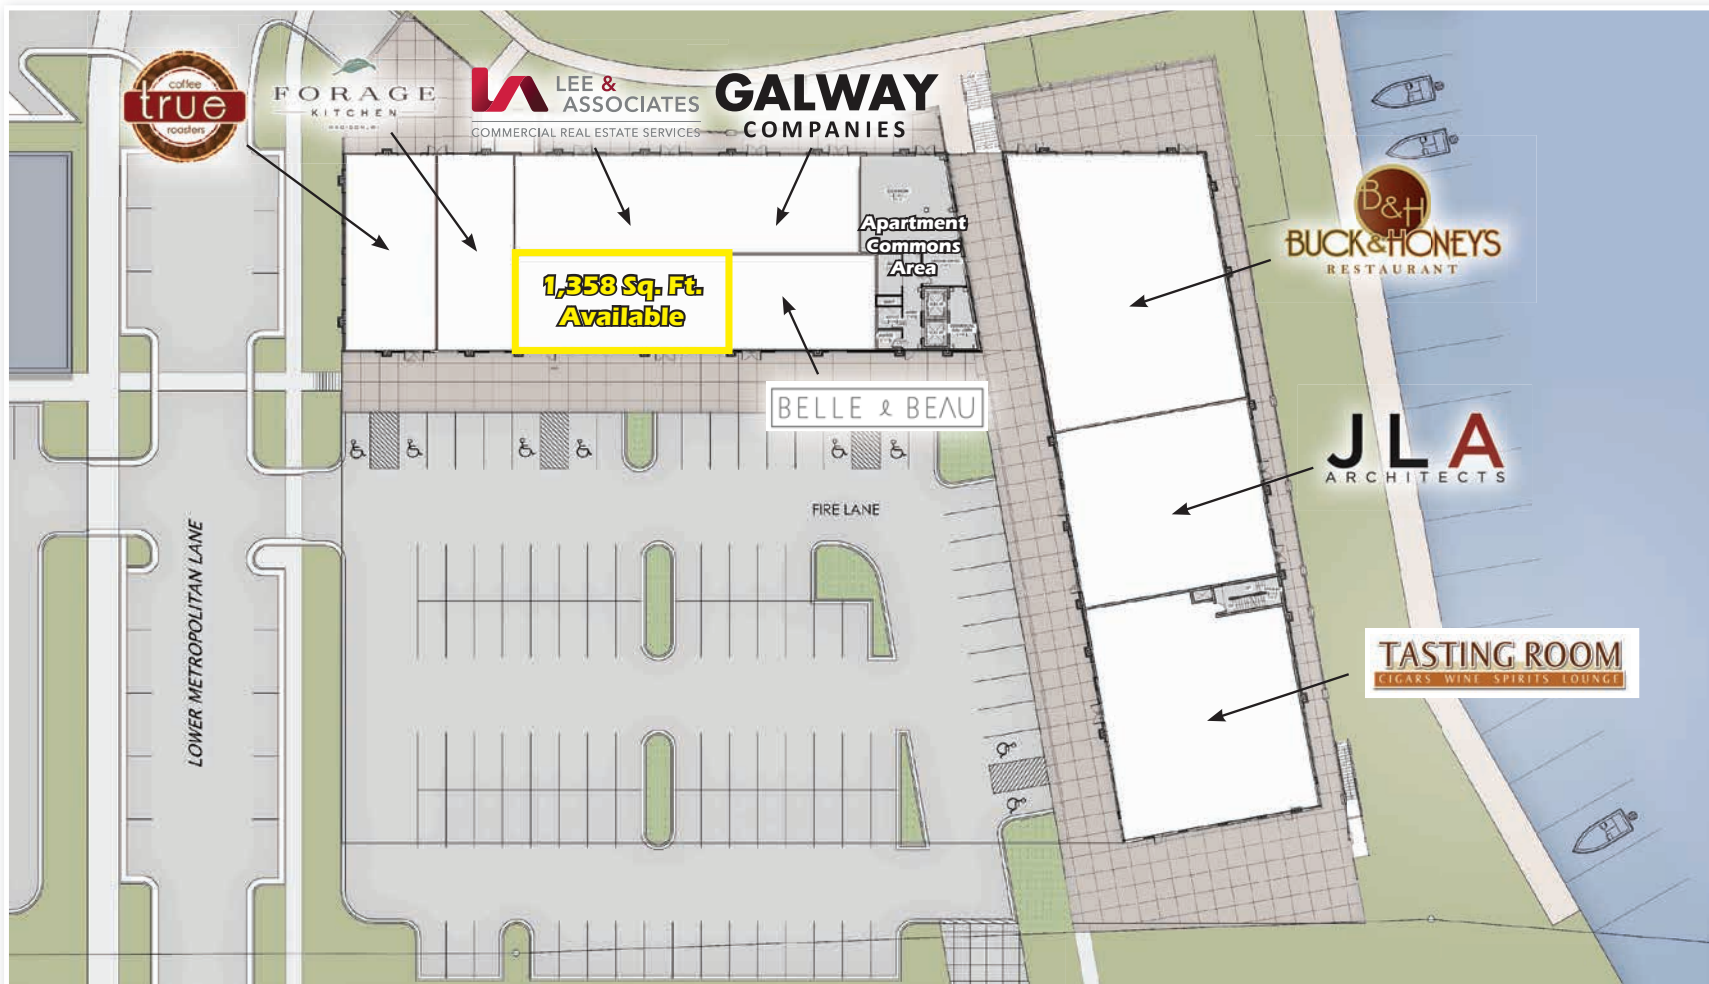 coffee
true
roasters
FORAGE
KITCHEN
MADISON, WI
LEE &
ASSOCIATES
COMMERCIAL REAL ESTATE SERVICES
GALWAY
COMPANIES
Apartment
Commons
Area
1,358 Sq. Ft.
Available
BELLE & BEAU
B&H
BUCK&HONEYS
RESTAURANT
JLA
ARCHITECTS
FIRE LANE
LOWER METROPOLITAN LANE
TASTING ROOM
CIGARS WINE SPIRITS LOUNGE